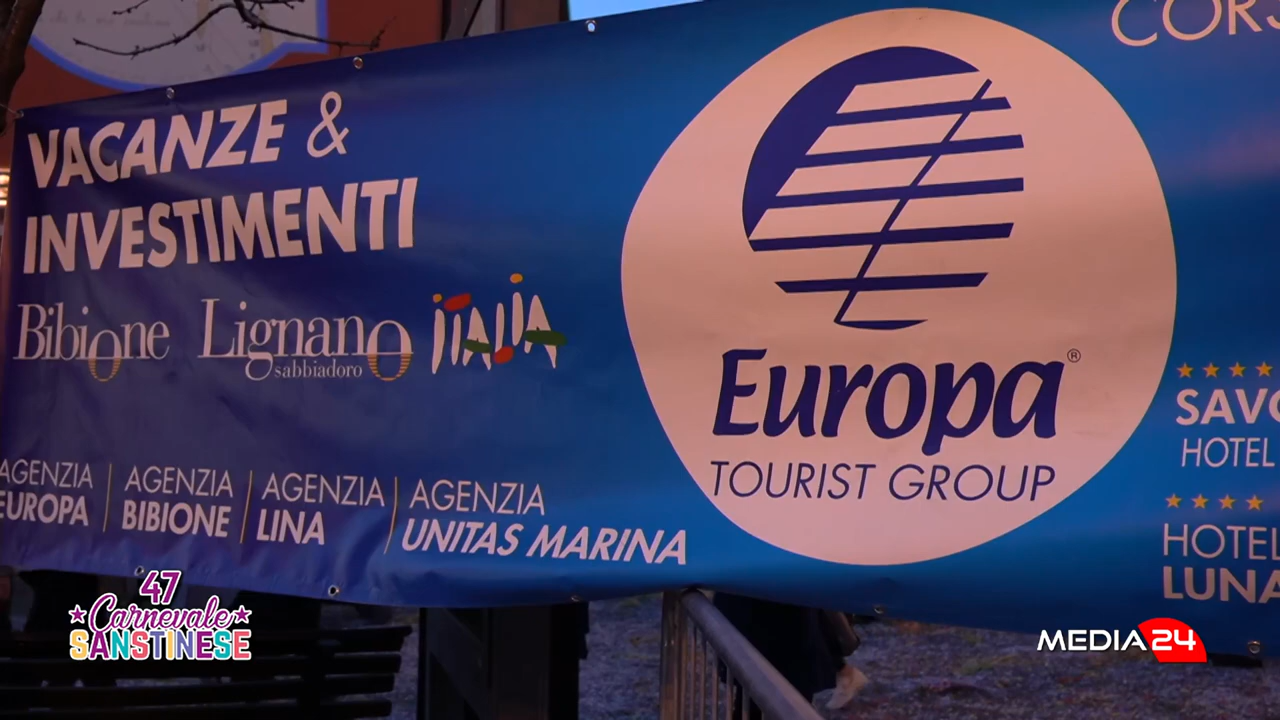 VACANZE &
INVESTIMENTI
Bibione Lignano sabbiadoro ITALIA
AGENZIA EUROPA
AGENZIA BIBIONE
AGENZIA LINA
AGENZIA UNITAS MARINA
Europa®
TOURIST GROUP
HOTEL
HOTEL
LUNA
47
Carnevale
SANSTINESE
MEDIA24